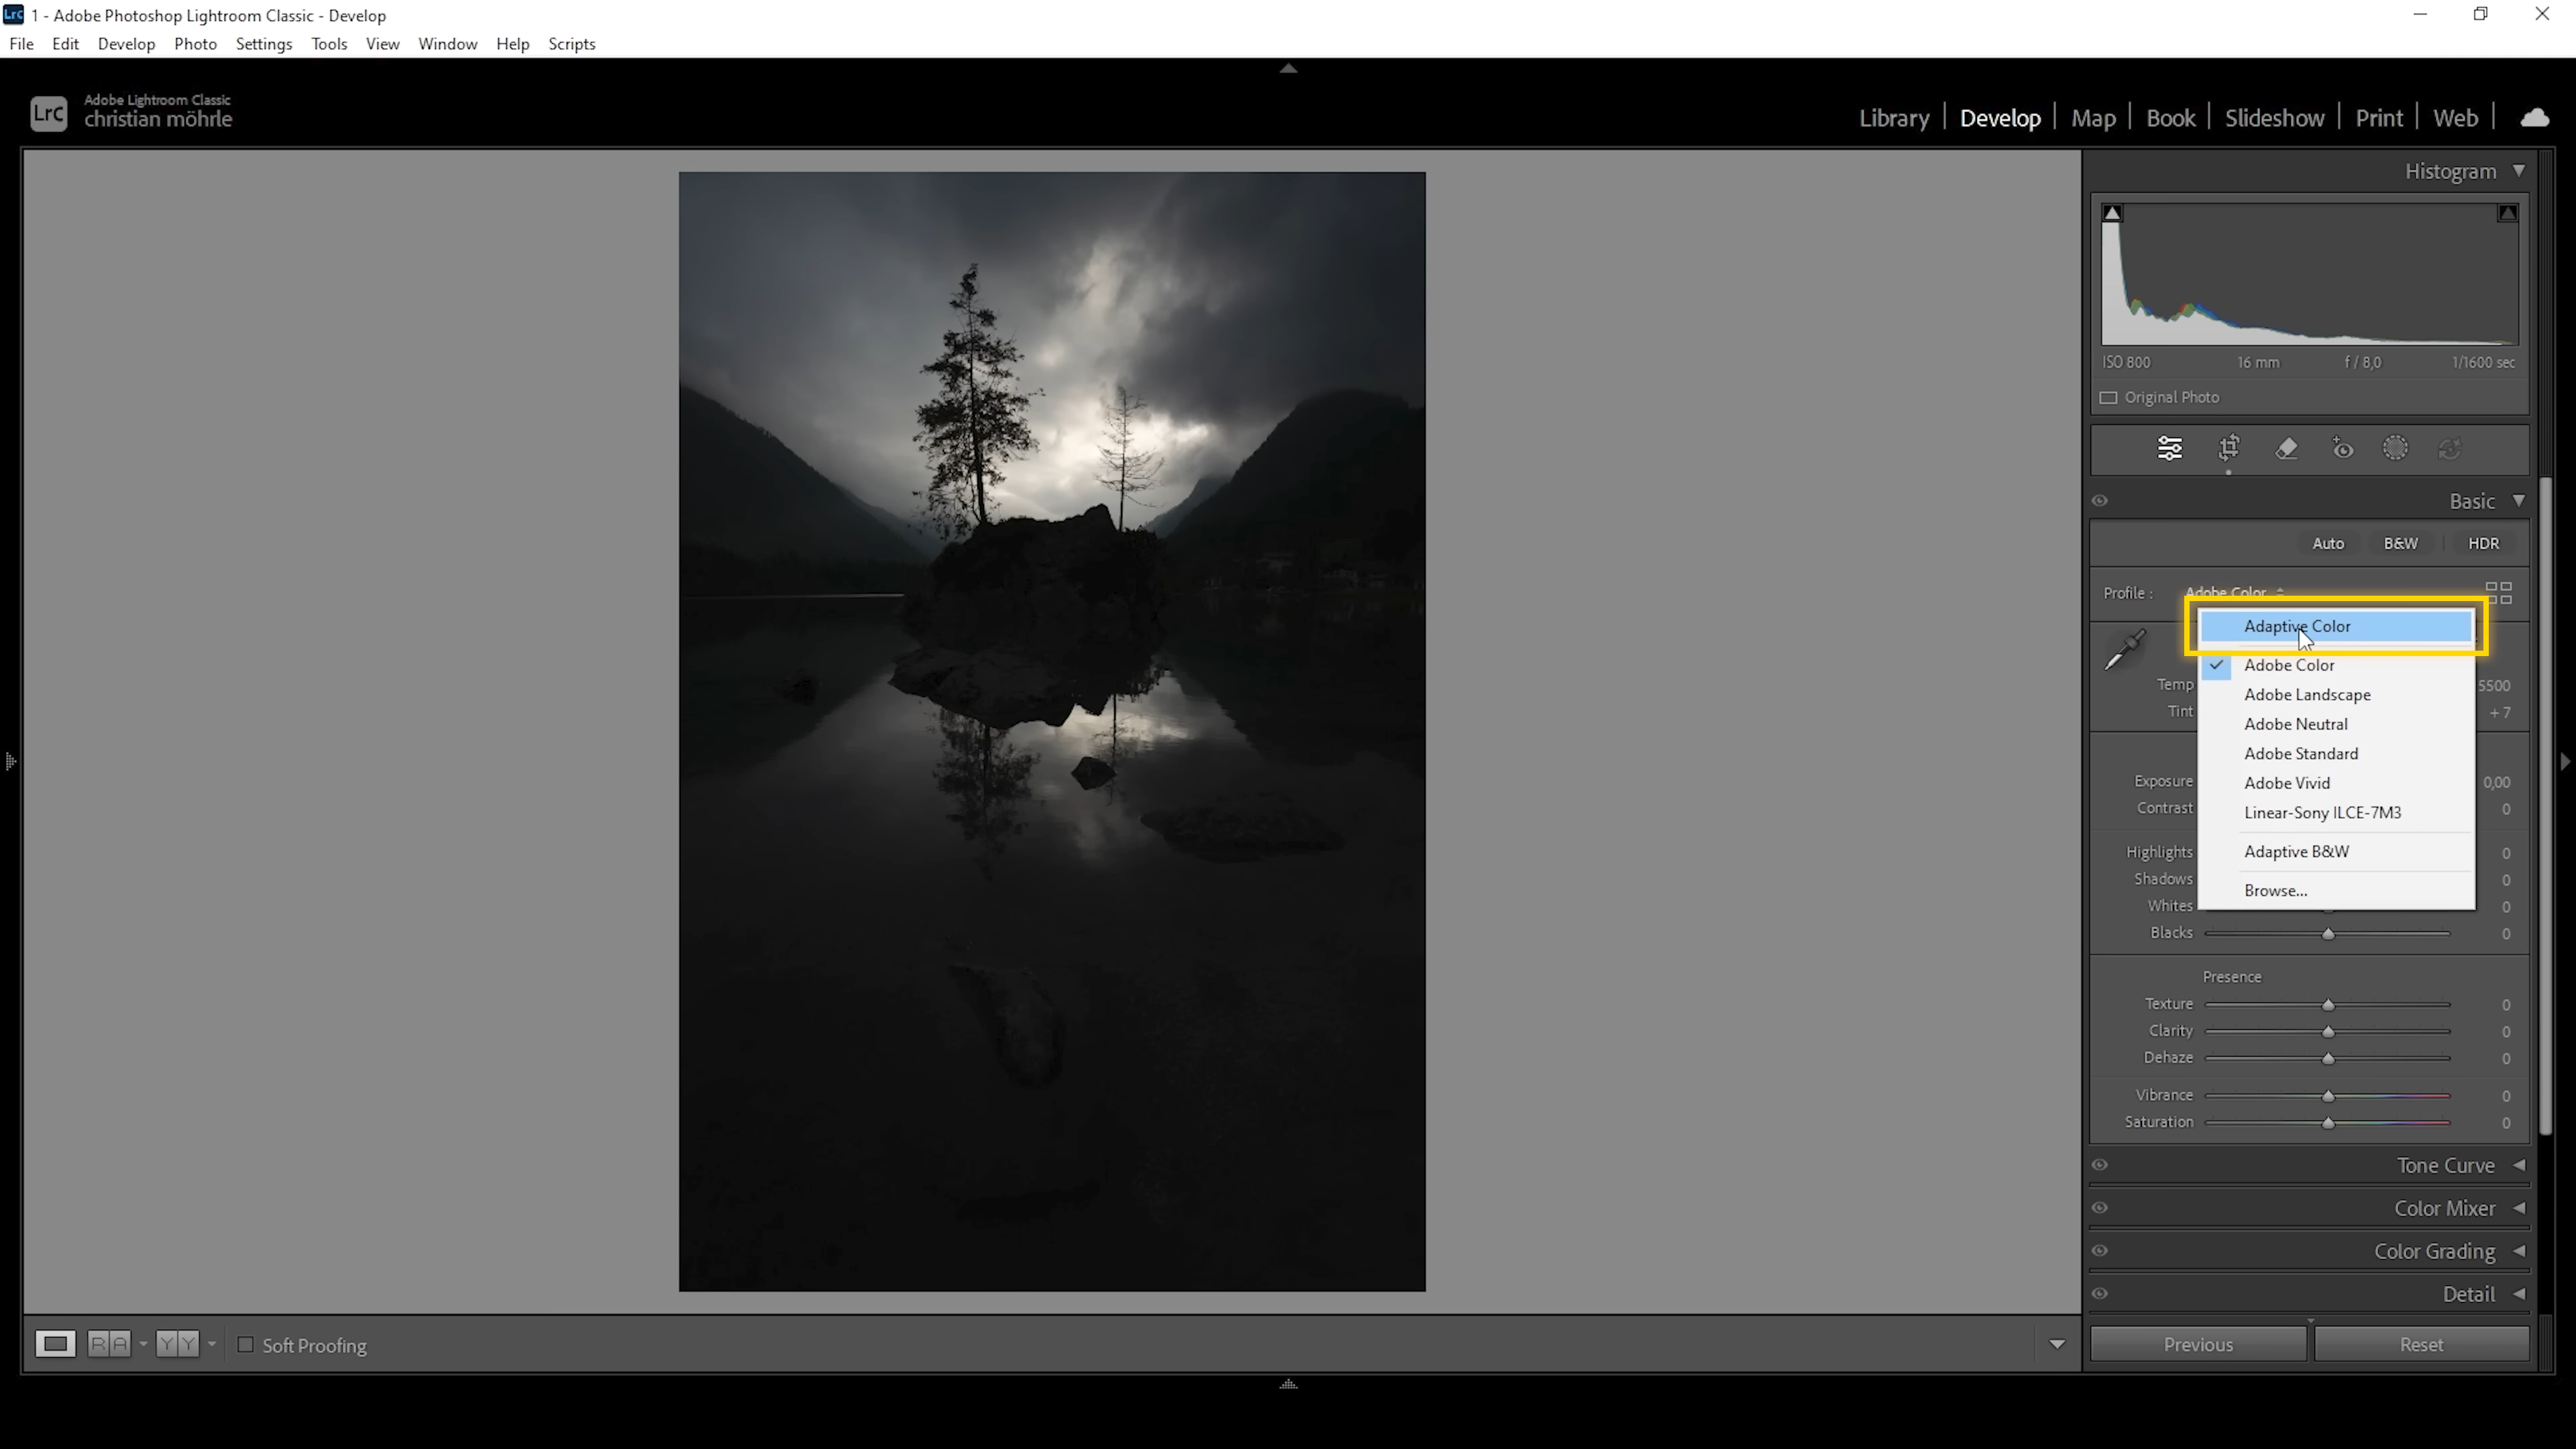 1 - Adobe Photoshop Lightroom Classic - Develop
File Edit Develop Photo Settings Tools View Window Help Scripts
Lrc Adobe Lightroom Classic
christian möhrle
Library | Develop | Map | Book | Slideshow | Print | Web |
Histogram
ISO 800 16 mm f / 8,0 1/1600 sec
Original Photo
Basic
Auto B&W HDR
Profile : Adobe Color
Adaptive Color
Adobe Color
Adobe Landscape
Adobe Neutral
Adobe Standard
Adobe Vivid
Linear-Sony ILCE-7M3
Adaptive B&W
Browse...
Temp 5500
Tint + 7
Exposure 0,00
Contrast 0
Highlights 0
Shadows 0
Whites 0
Blacks 0
Presence
Texture 0
Clarity 0
Dehaze 0
Vibrance 0
Saturation 0
Tone Curve
Color Mixer
Color Grading
Detail
R A Y Y Soft Proofing
Previous Reset